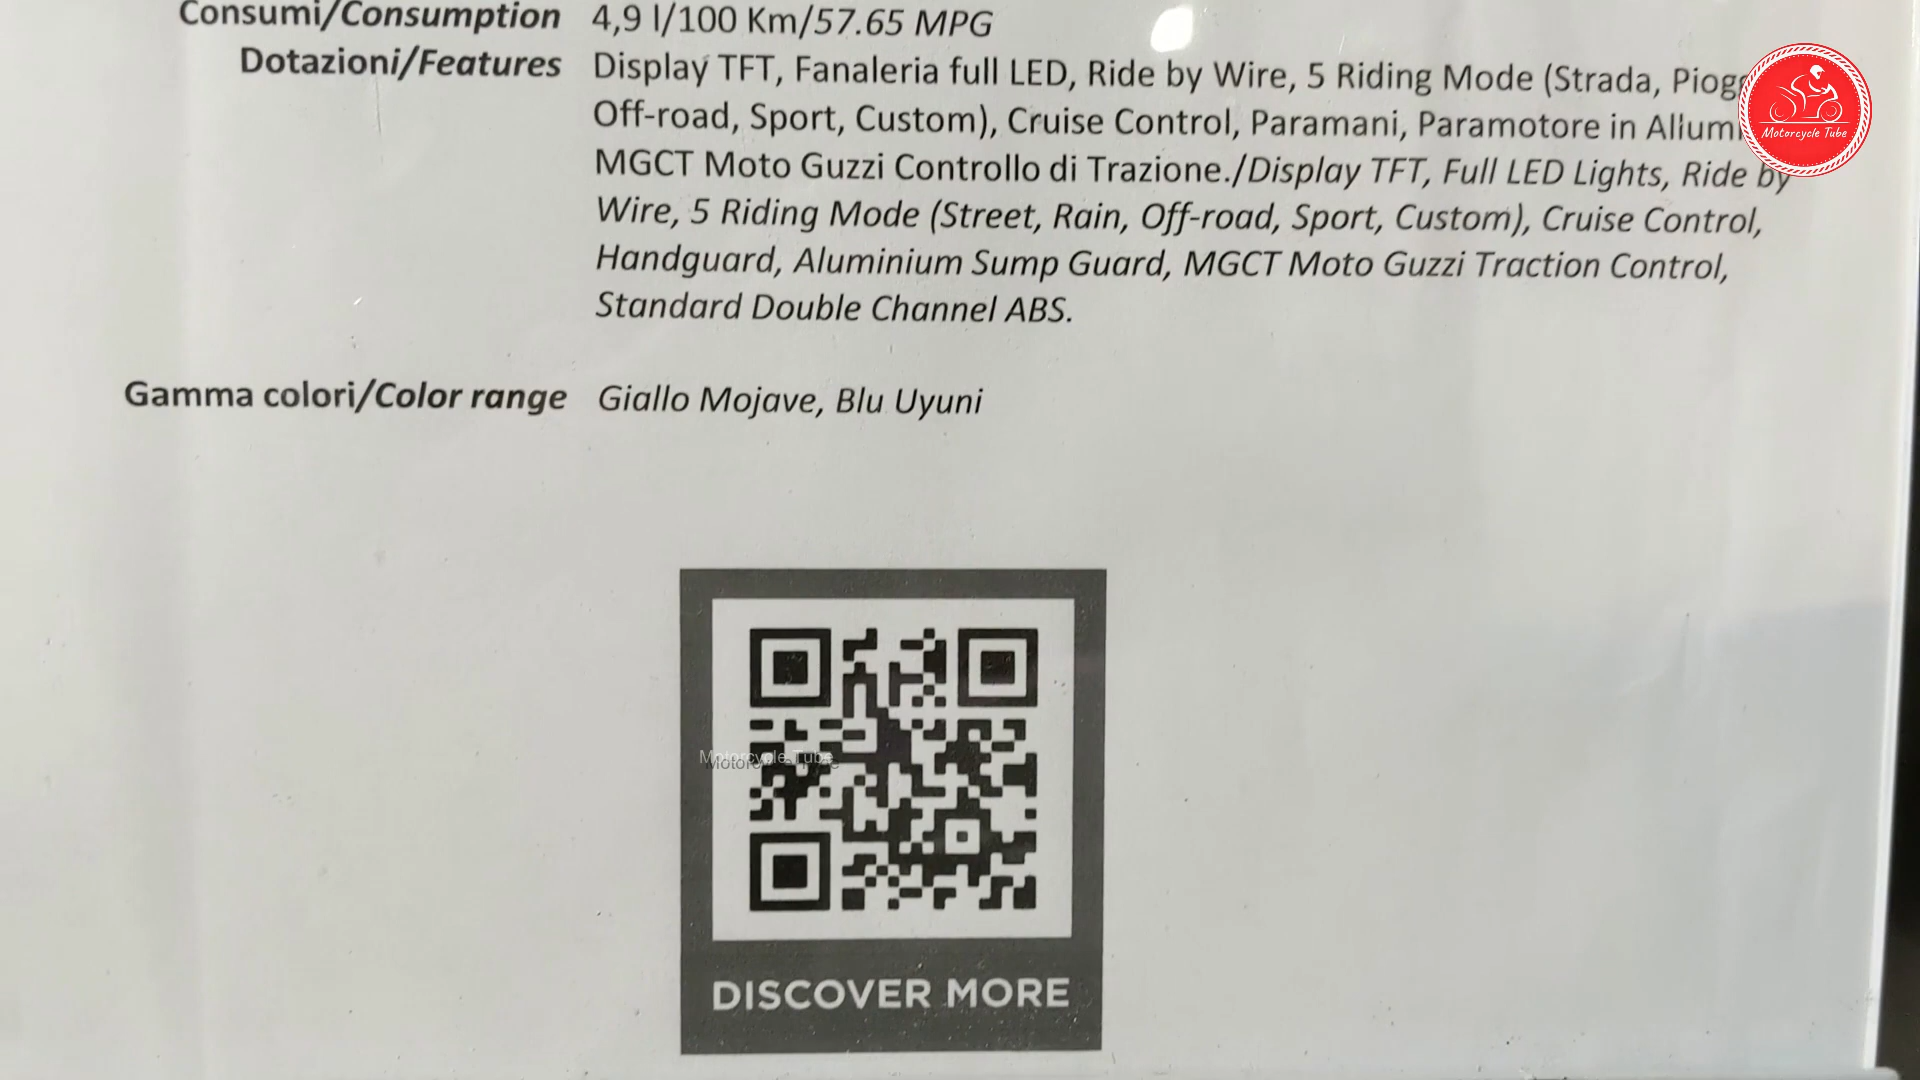 Consumi/Consumption 4,9 l/100 Km/57.65 MPG
Dotazioni/Features Display TFT, Fanaleria full LED, Ride by Wire, 5 Riding Mode (Strada,
Off-road, Sport, Custom), Cruise Control, Paramani, Paramotore in
MGCT Moto Guzzi Controllo di Trazione./Display TFT, Full LED Lights, Ride by
Wire, 5 Riding Mode (Street, Rain, Off-road, Sport, Custom), Cruise Control,
Handguard, Aluminium Sump Guard, MGCT Moto Guzzi Traction Control,
Standard Double Channel ABS.
Gamma colori/Color range Giallo Mojave, Blu Uyuni
Motorcycle Tube
Motorcycle Tube
DISCOVER MORE